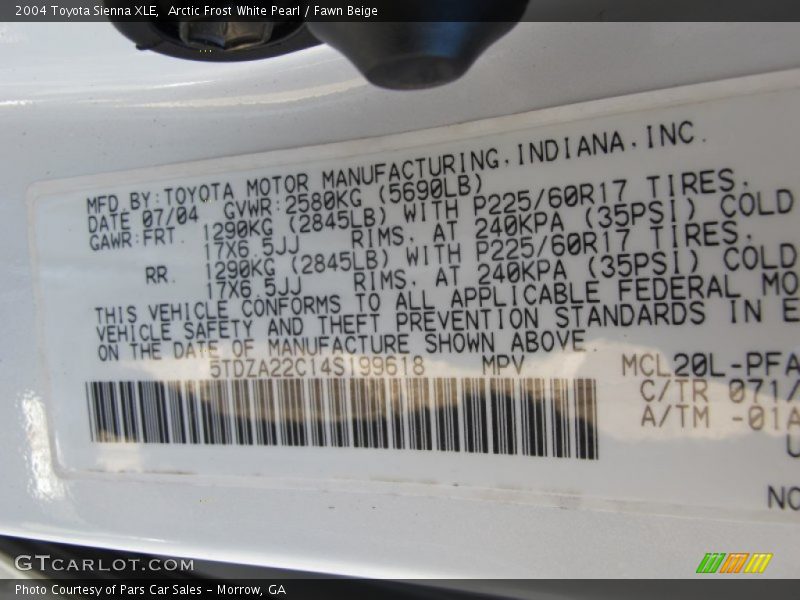 2004 Toyota Sienna XLE, Arctic Frost White Pearl / Fawn Beige
MFD BY:TOYOTA MOTOR MANUFACTURING,INDIANA,INC.
DATE 07/04 GVWR:2580KG (5690LB)
GAWR:FRT. 1290KG (2845LB) WITH P225/60R17 TIRES.
17X6.5JJ RIMS, AT 240KPA (35PSI) COLD
RR. 1290KG (2845LB) WITH P225/60R17 TIRES.
17X6.5JJ RIMS, AT 240KPA (35PSI) COLD
THIS VEHICLE CONFORMS TO ALL APPLICABLE FEDERAL MO
VEHICLE SAFETY AND THEFT PREVENTION STANDARDS IN E
ON THE DATE OF MANUFACTURE SHOWN ABOVE.
5TDZA22C14S199618 MPV MCL20L-PFA
C/TR 071/
A/TM -01A
NO
GTCARLOT.COM
Photo Courtesy of Pars Car Sales - Morrow, GA